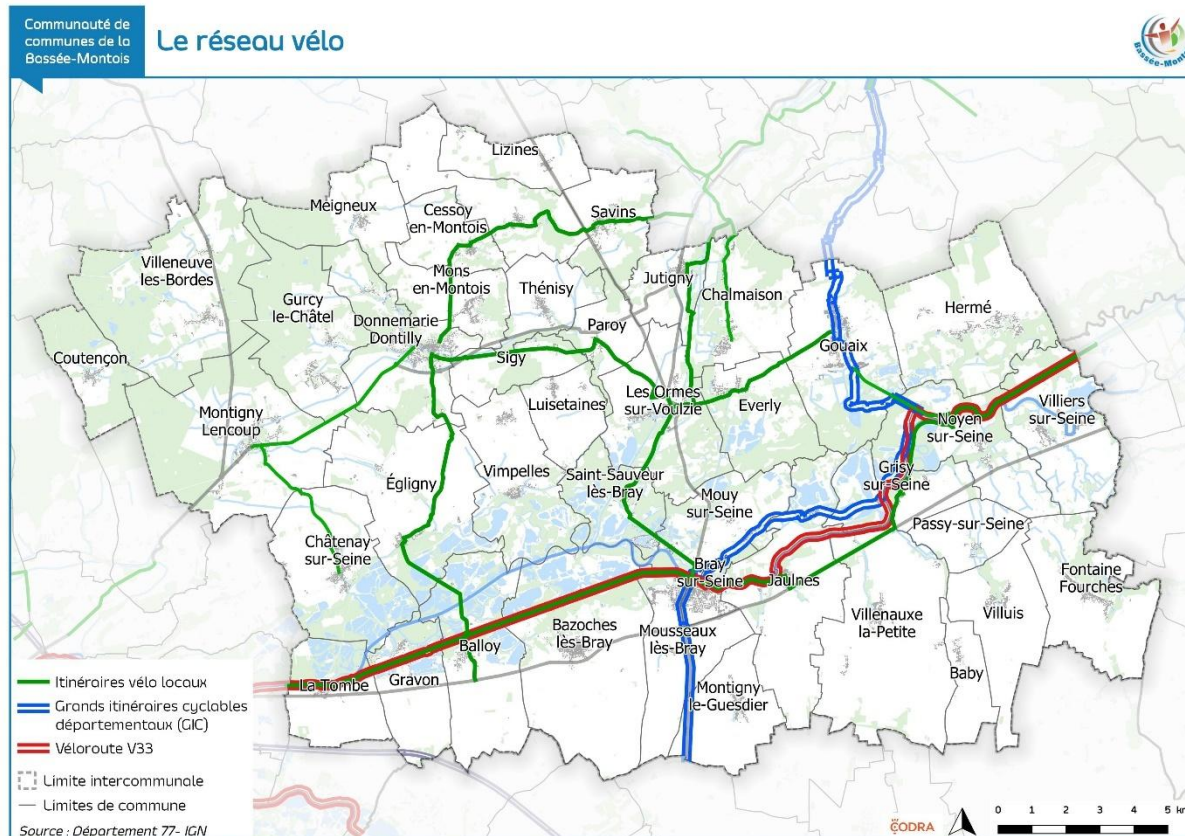 Communauté de
communes de la
Bassée-Montois
Le réseau vélo
Bassée-Montois
Lizines
Meigneux
Cessoy
en-Montois
Savins
Villeneuve
les-Bordes
Mons
en-Montois
Thénisy
Jutigny
Chalmaison
Gurcy
le-Châtel
Donnemarie
Dontilly
Paroy
Hermé
Gouaix
Coutençon
Sigy
Les Ormes
sur-Voulzie
Everly
Luisetaines
Montigny
Lencoup
Noyen
sur-Seine
Villiers
sur-Seine
Égligny
Vimpelles
Saint-Sauveur
lès-Bray
Mouy
sur-Seine
Grisy
sur-Seine
Passy-sur-Seine
Châtenay
sur-Seine
Bray
sur-Seine
Jaulnes
Fontaine
Fourches
Villenauxe
la-Petite
Villuis
Bazoches
lès-Bray
Mousseaux
lès-Bray
Balloy
Baby
La Tombe
Gravon
Montigny
le-Guesdier
Itinéraires vélo locaux
Grands itinéraires cyclables
départementaux (GIC)
Véloroute V33
Limite intercommunale
Limites de commune
Source : Département 77- IGN
CODRA
0 1 2 3 4 5 km